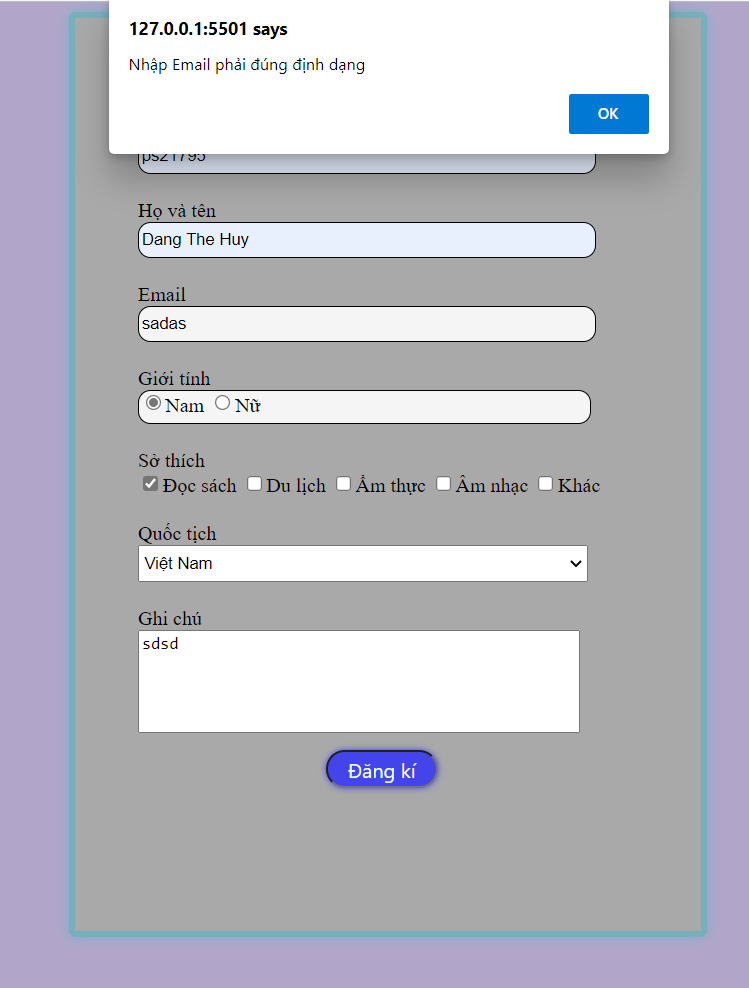 127.0.0.1:5501 says
Nhập Email phải đúng định dạng
OK
ps21795
Họ và tên
Dang The Huy
Email
sadas
Giới tính
Nam Nữ
Sở thích
Đọc sách Du lịch Ẩm thực Âm nhạc Khác
Quốc tịch
Việt Nam
Ghi chú
sdsd
Đăng kí